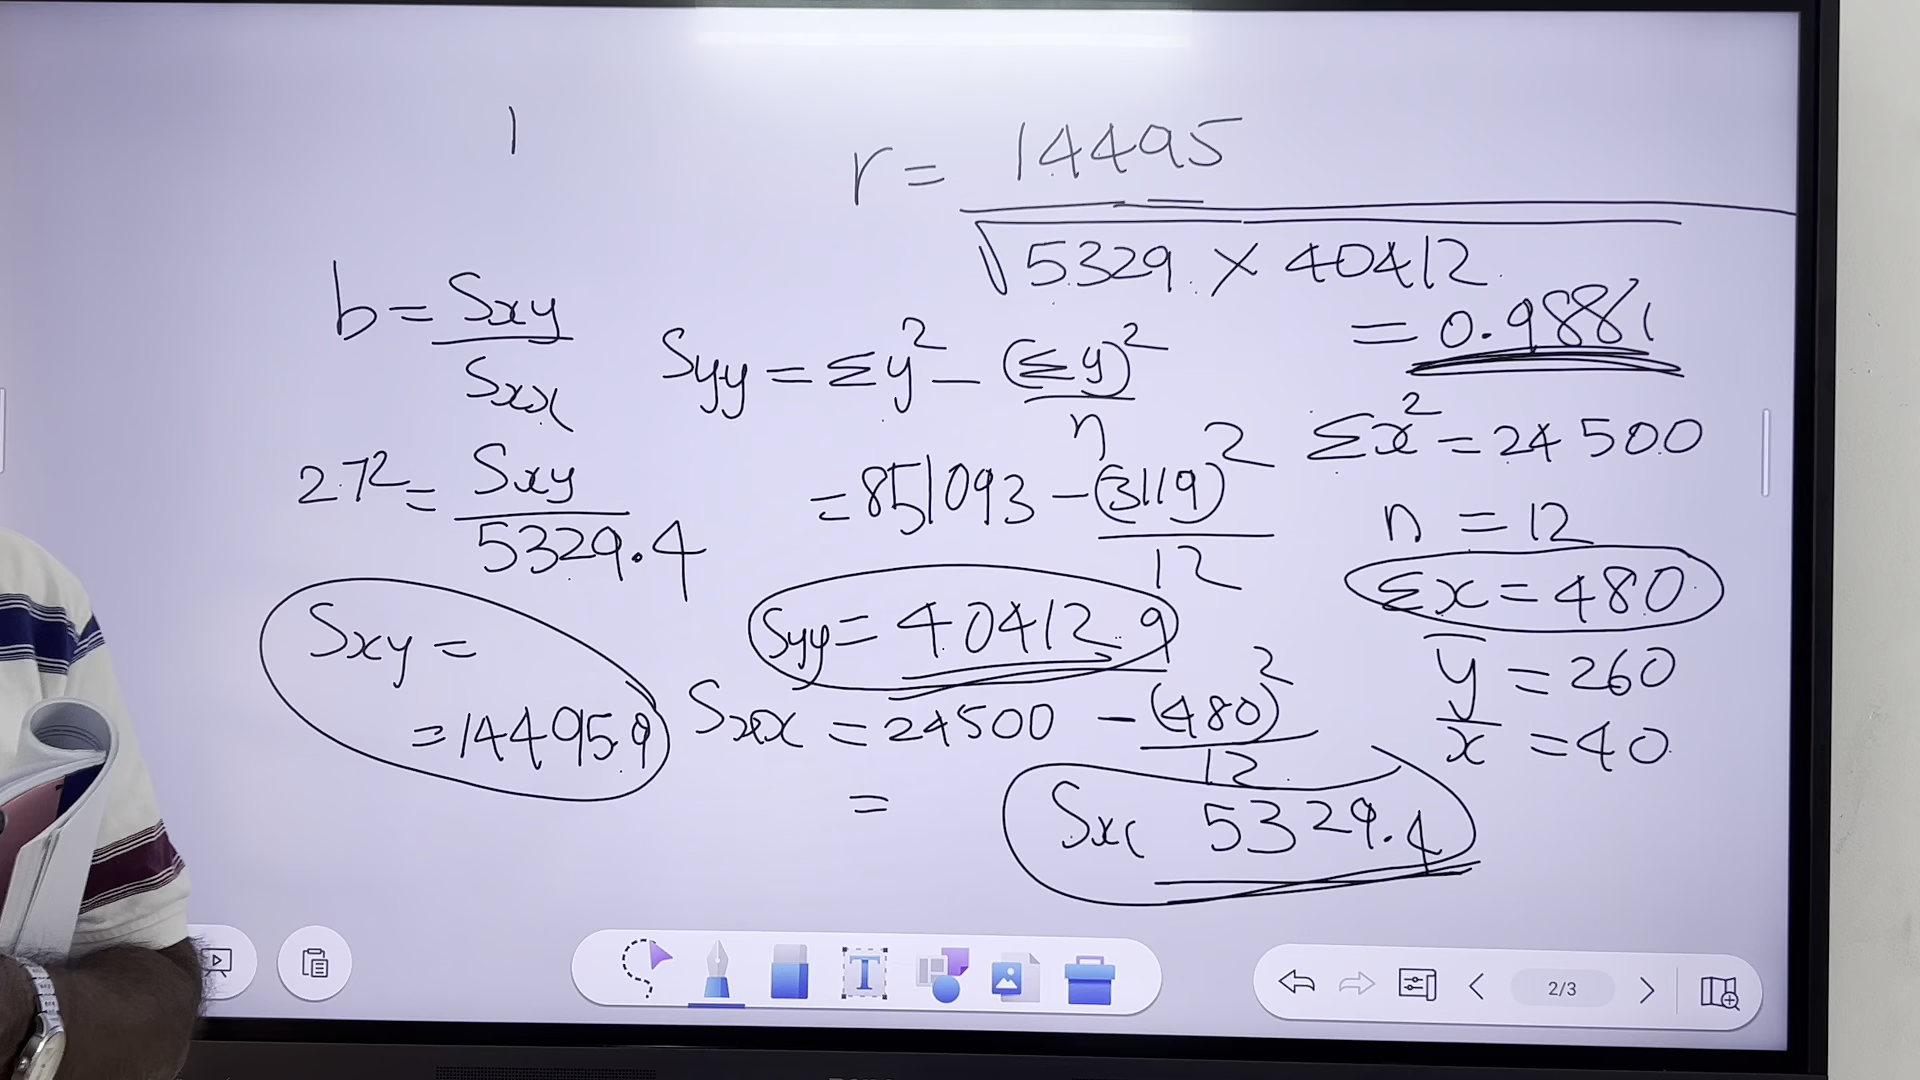 1
r = 14495
√5329 × 40412
= 0.9881
b = Sxy
Sxx
2.72 = Sxy
5329.4
Sxy =
= 14495.9
Syy = Σy² − (Σy)²
n
= 851093 − (3119)²
12
Syy = 40412.9
Sxx = 24500 − (480)²
12
=
Sxx 5329.4
Σx² = 24500
n = 12
Σx = 480
y̅ = 260
x̅ = 40
T
2/3